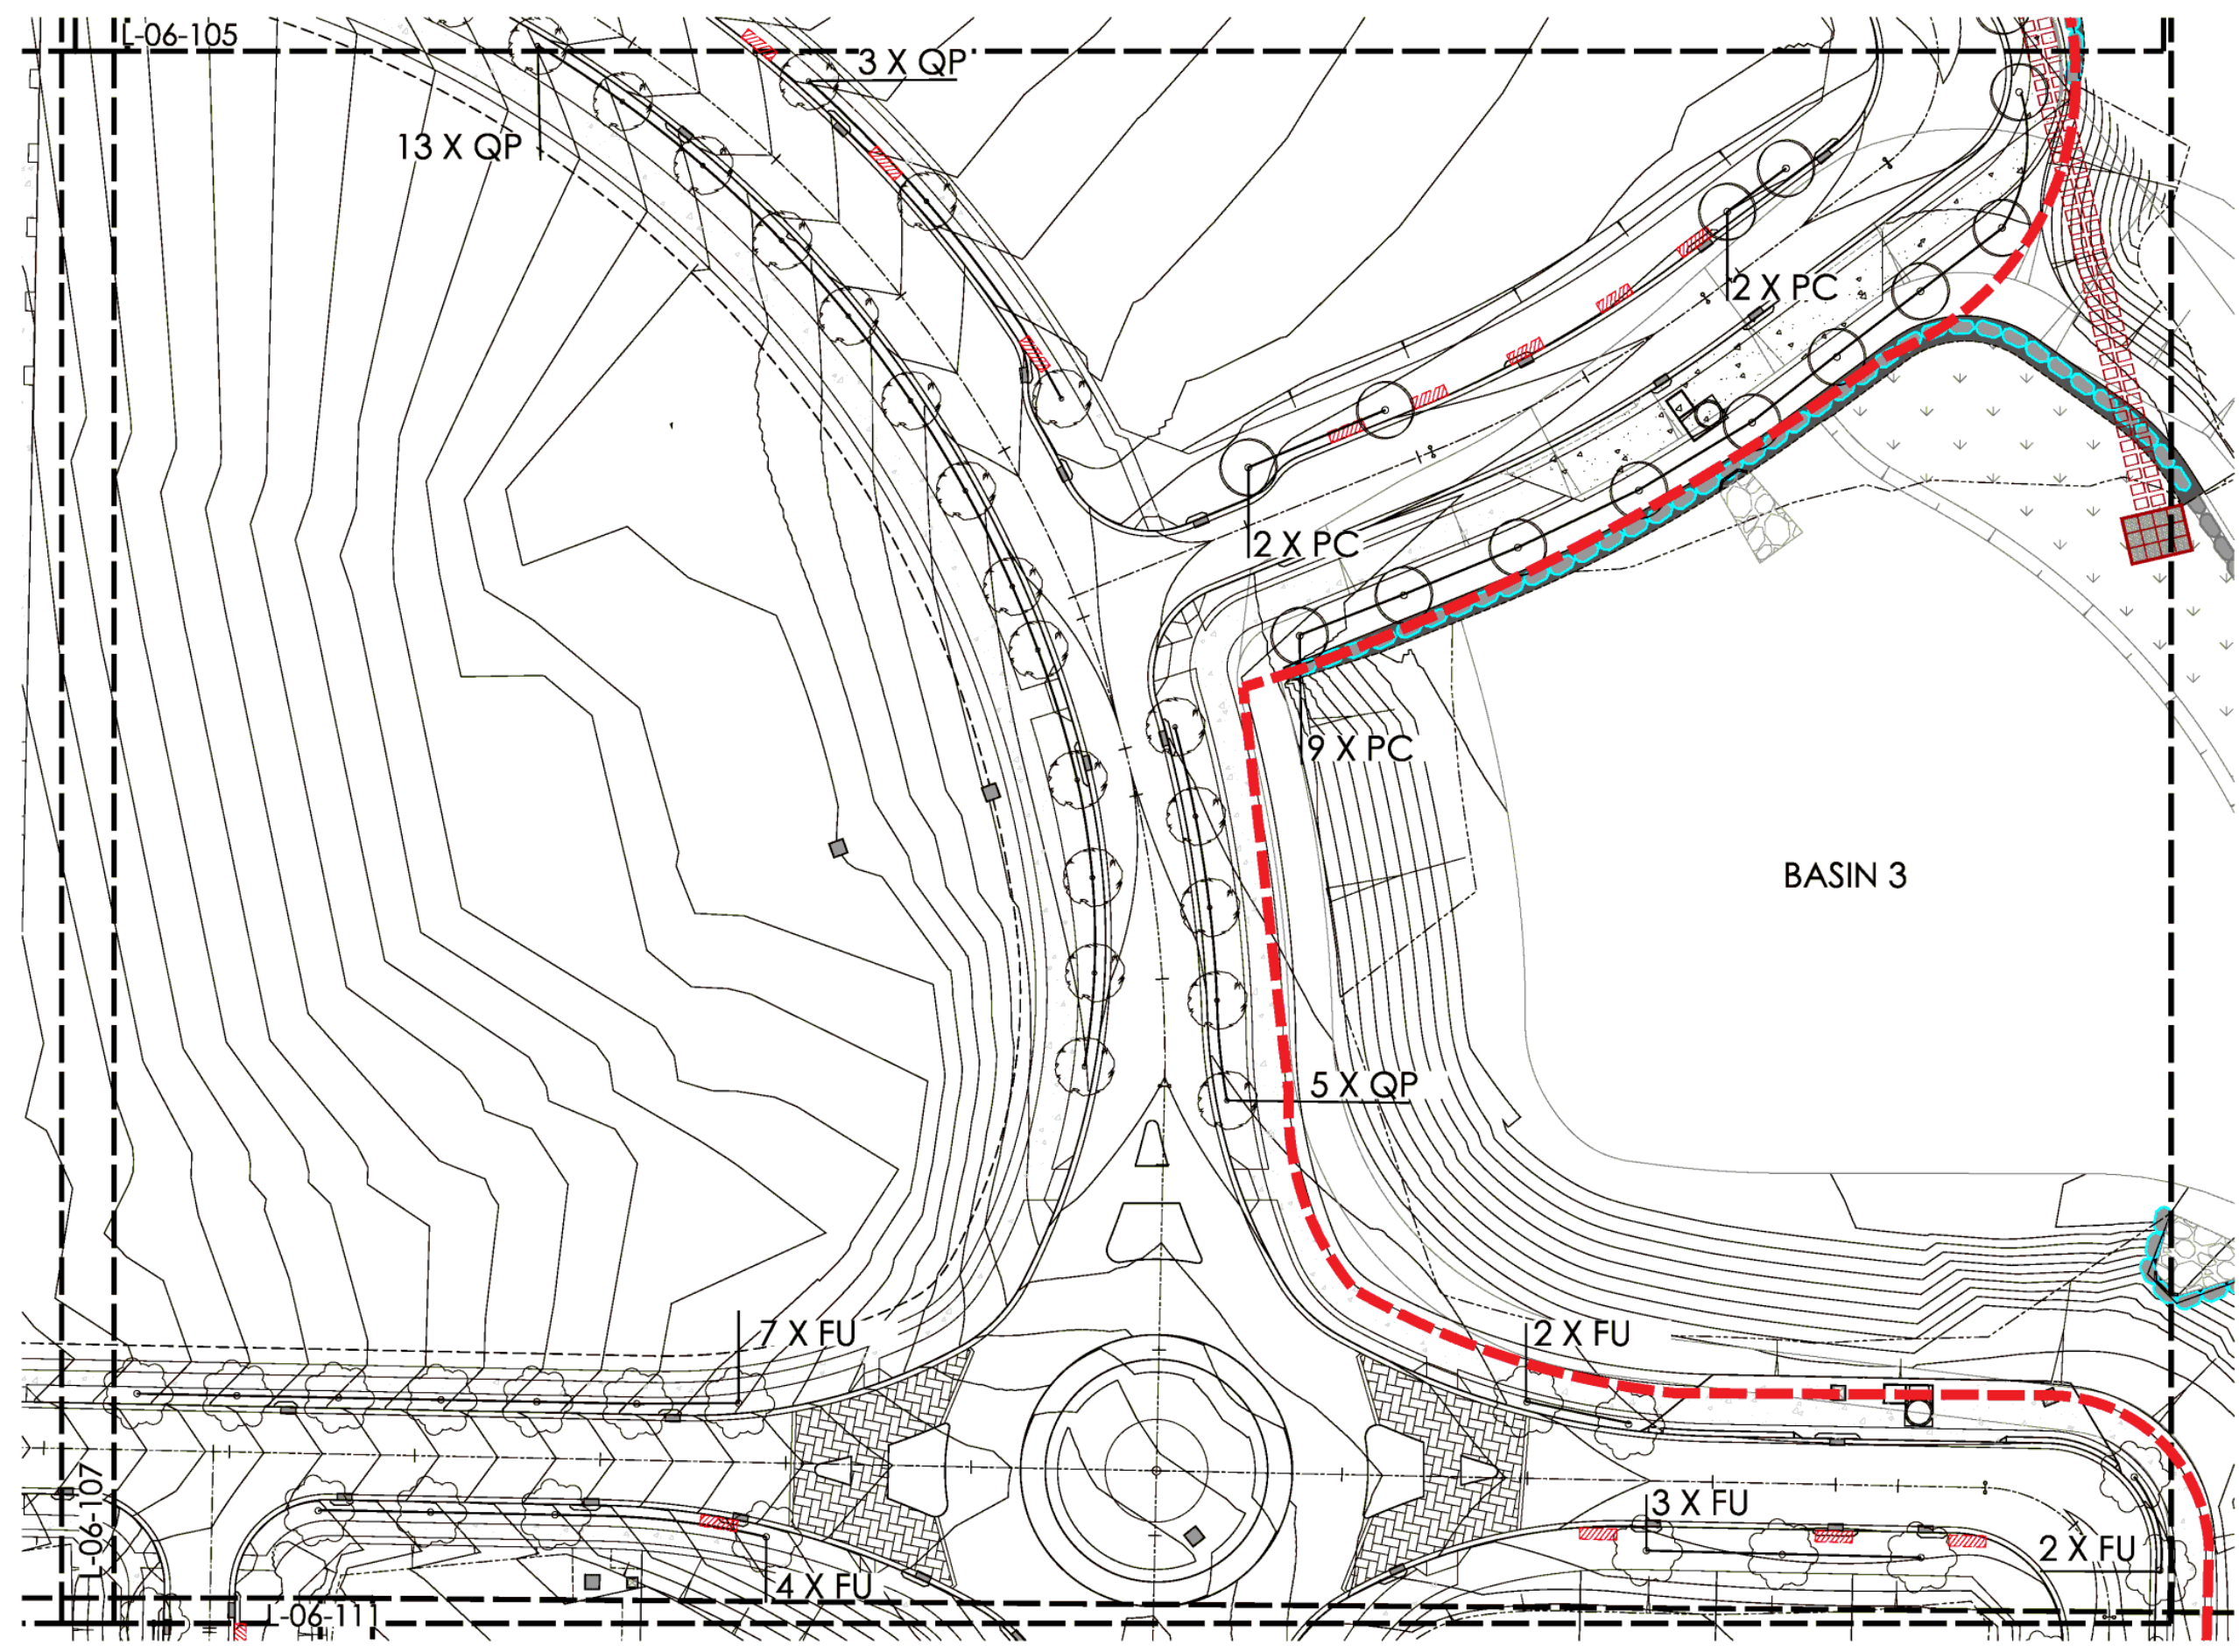 L-06-105
3 X QP
13 X QP
2 X PC
2 X PC
9 X PC
BASIN 3
5 X QP
7 X FU
2 X FU
L-06-107
3 X FU
2 X FU
4 X FU
L-06-111